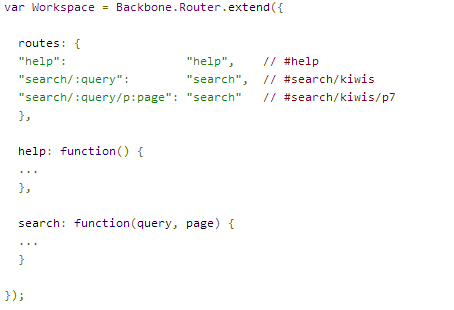 var Workspace = Backbone.Router.extend({
routes: {
"help":                 "help",    // #help
"search/:query":        "search",  // #search/kiwis
"search/:query/p:page": "search"   // #search/kiwis/p7
},
help: function() {
...
},
search: function(query, page) {
...
}
});